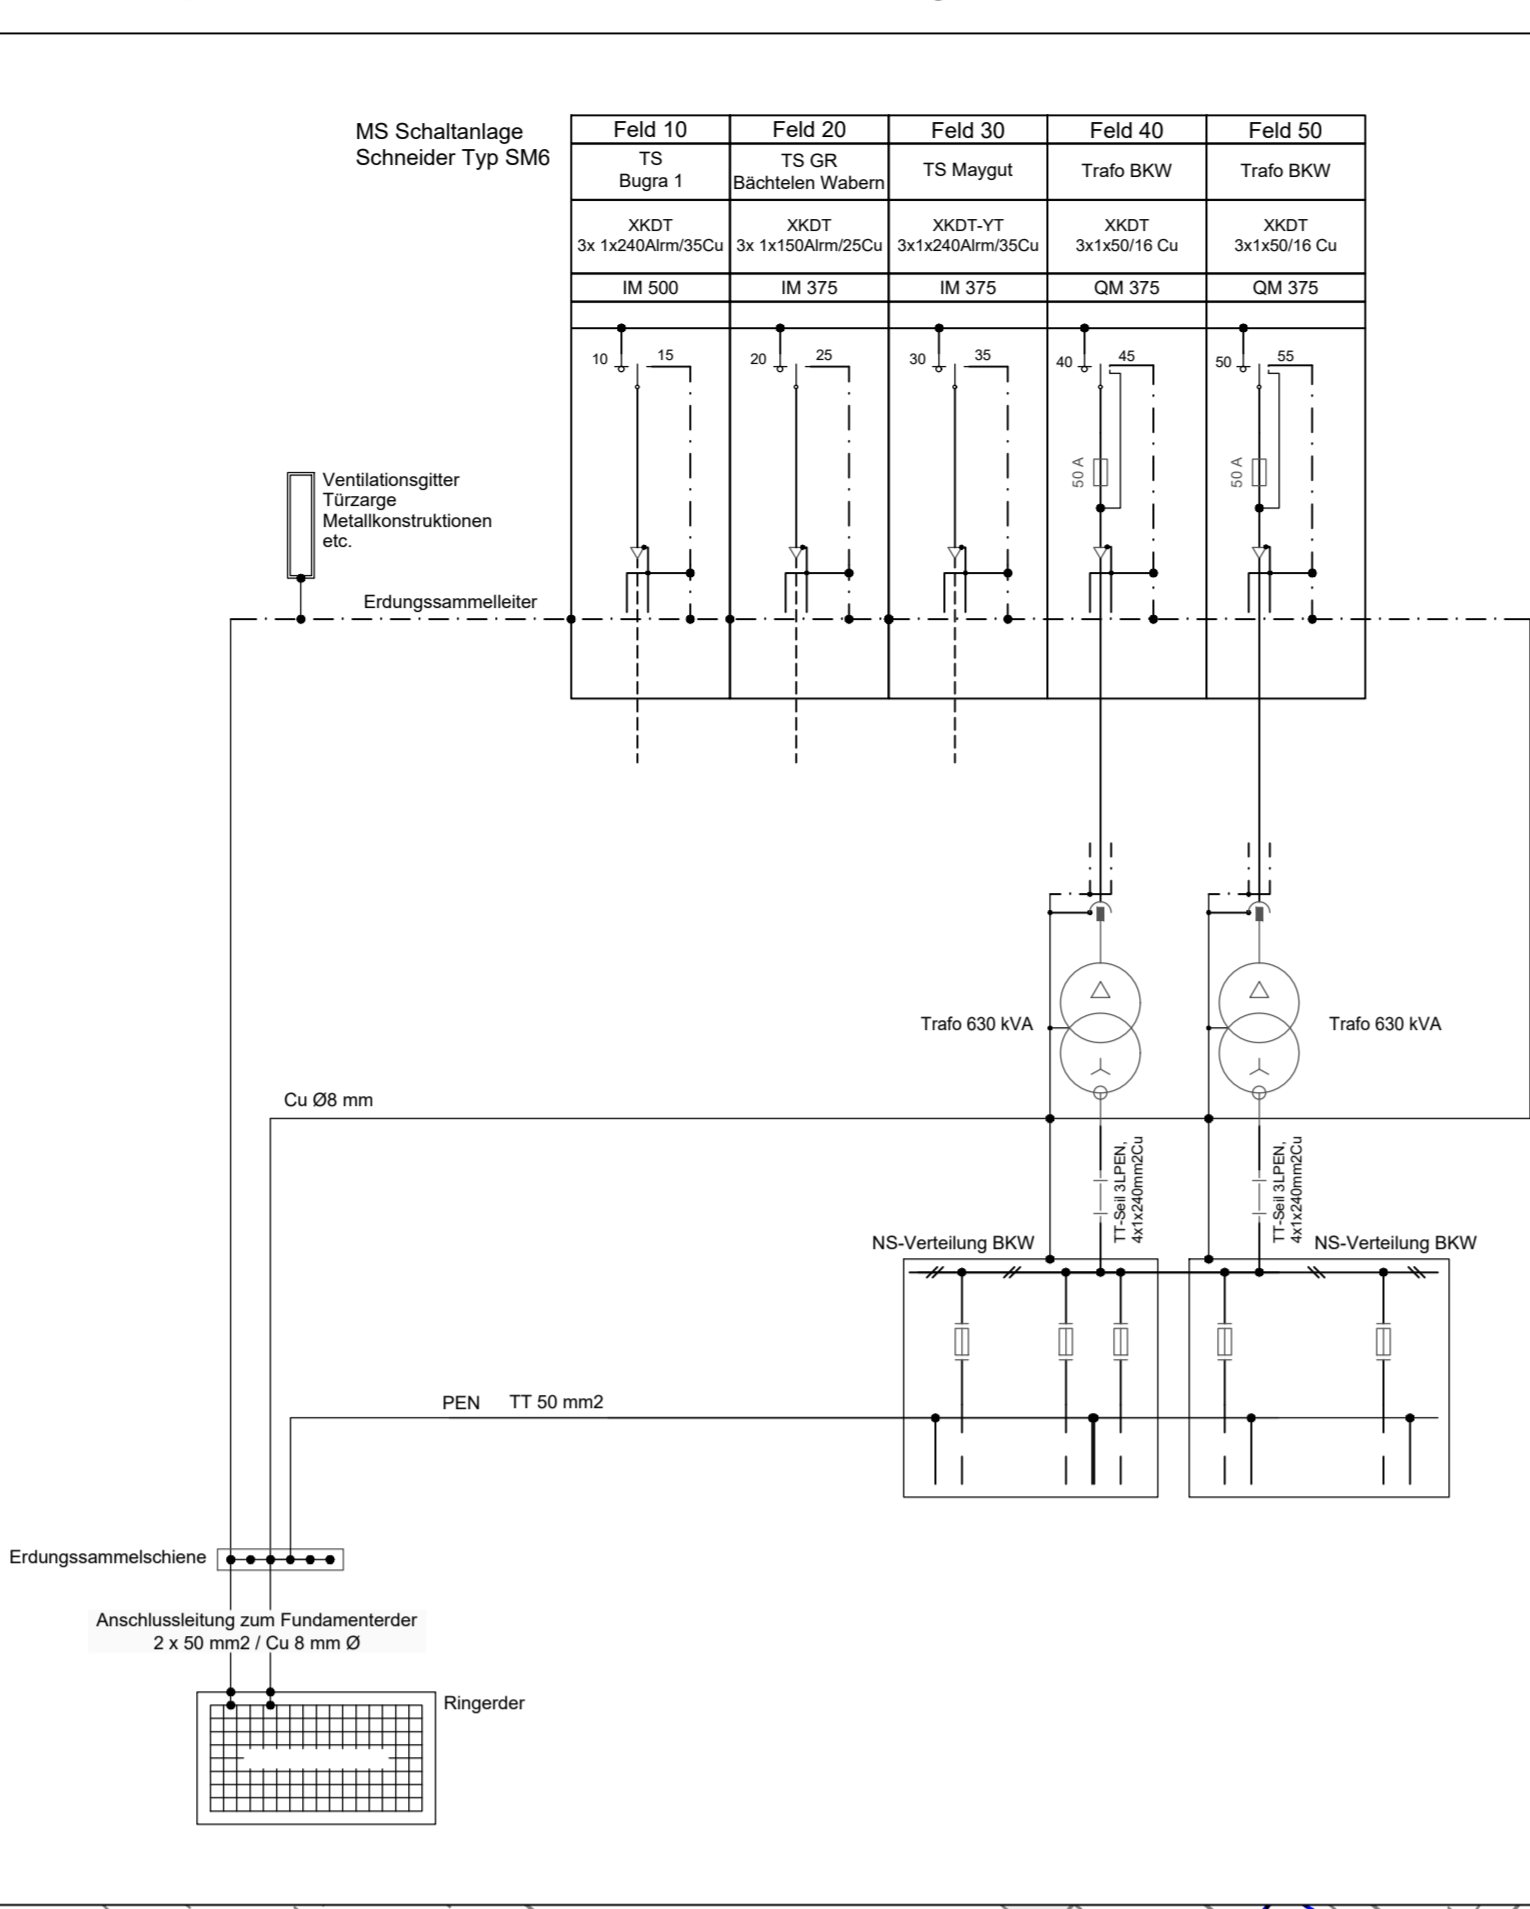 MS Schaltanlage
Schneider Typ SM6
Feld 10
Feld 20
Feld 30
Feld 40
Feld 50
TS
Bugra 1
TS GR
Bächtelen Wabern
TS Maygut
Trafo BKW
Trafo BKW
XKDT
3x 1x240Alrm/35Cu
XKDT
3x 1x150Alrm/25Cu
XKDT-YT
3x1x240Alrm/35Cu
XKDT
3x1x50/16 Cu
XKDT
3x1x50/16 Cu
IM 500
IM 375
IM 375
QM 375
QM 375
10
15
20
25
30
35
40
45
50
55
50 A
50 A
Ventilationsgitter
Türzarge
Metallkonstruktionen
etc.
Erdungssammelleiter
Trafo 630 kVA
Trafo 630 kVA
Cu Ø8 mm
TT-Seil 3LPEN,
4x1x240mm2Cu
TT-Seil 3LPEN,
4x1x240mm2Cu
NS-Verteilung BKW
NS-Verteilung BKW
PEN TT 50 mm2
Erdungssammelschiene
Anschlussleitung zum Fundamenterder
2 x 50 mm2 / Cu 8 mm Ø
Ringerder